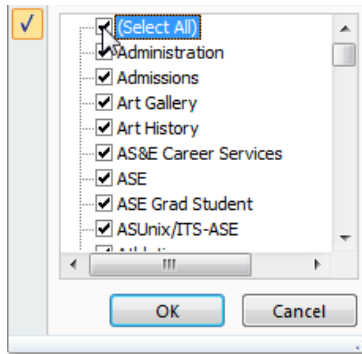 (Select All)
Administration
Admissions
Art Gallery
Art History
AS&E Career Services
ASE
ASE Grad Student
ASUnix/ITS-ASE
OK Cancel